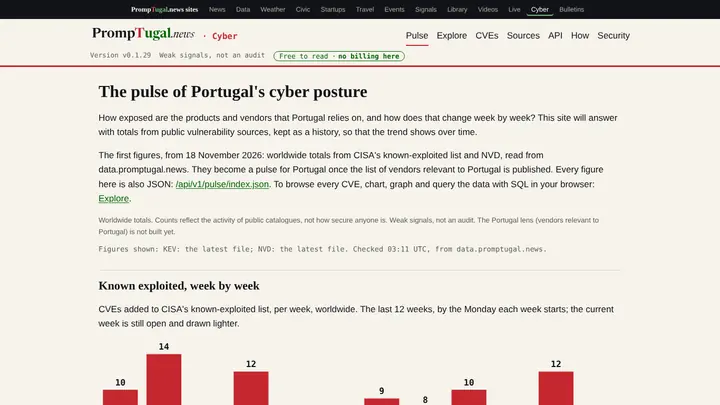 PrompTugal.news sites News Data Weather Civic Startups Travel Events Signals Library Videos Live Cyber Bulletins
PrompTugal.news · Cyber Pulse Explore CVEs Sources API How Security
Version v0.1.29 Weak signals, not an audit Free to read · no billing here
The pulse of Portugal's cyber posture
How exposed are the products and vendors that Portugal relies on, and how does that change week by week? This site will answer
with totals from public vulnerability sources, kept as a history, so that the trend shows over time.
The first figures, from 18 November 2026: worldwide totals from CISA's known-exploited list and NVD, read from
data.promptugal.news. They become a pulse for Portugal once the list of vendors relevant to Portugal is published. Every figure
here is also JSON: /api/v1/pulse/index.json. To browse every CVE, chart, graph and query the data with SQL in your browser:
Explore.
Worldwide totals. Counts reflect the activity of public catalogues, not how secure anyone is. Weak signals, not an audit. The Portugal lens (vendors relevant to
Portugal) is not built yet.
Figures shown: KEV: the latest file; NVD: the latest file. Checked 03:11 UTC, from data.promptugal.news.
Known exploited, week by week
CVEs added to CISA's known-exploited list, per week, worldwide. The last 12 weeks, by the Monday each week starts; the current
week is still open and drawn lighter.
10 14 12 9 8 10 12